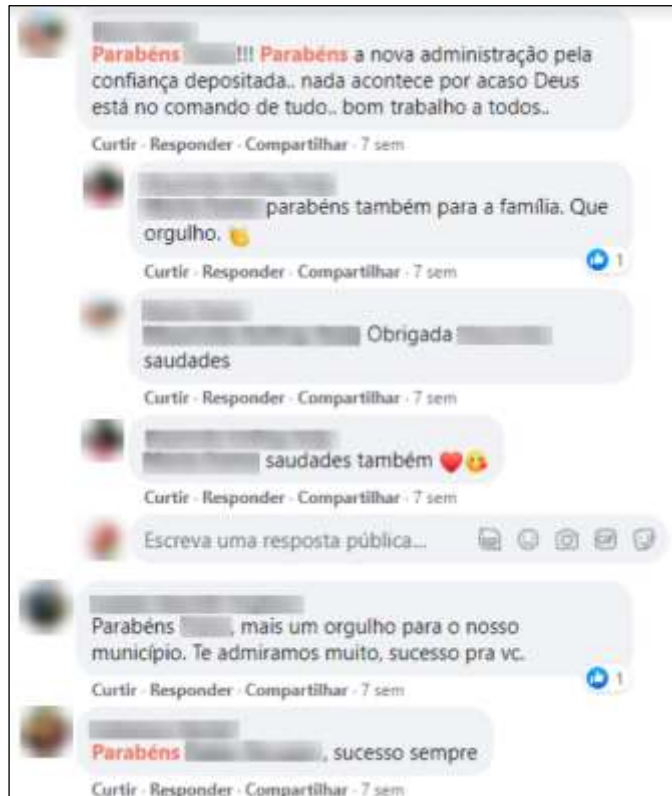 Parabéns !!! Parabéns a nova administração pela
confiança depositada.. nada acontece por acaso Deus
está no comando de tudo.. bom trabalho a todos..
Curtir · Responder · Compartilhar · 7 sem
parabéns também para a família. Que
orgulho. 👏
1
Curtir · Responder · Compartilhar · 7 sem
Obrigada
saudades
Curtir · Responder · Compartilhar · 7 sem
saudades também ❤️😘
Curtir · Responder · Compartilhar · 7 sem
Escreva uma resposta pública...
Parabéns , mais um orgulho para o nosso
município. Te admiramos muito, sucesso pra vc.
1
Curtir · Responder · Compartilhar · 7 sem
Parabéns , sucesso sempre
Curtir · Responder · Compartilhar · 7 sem